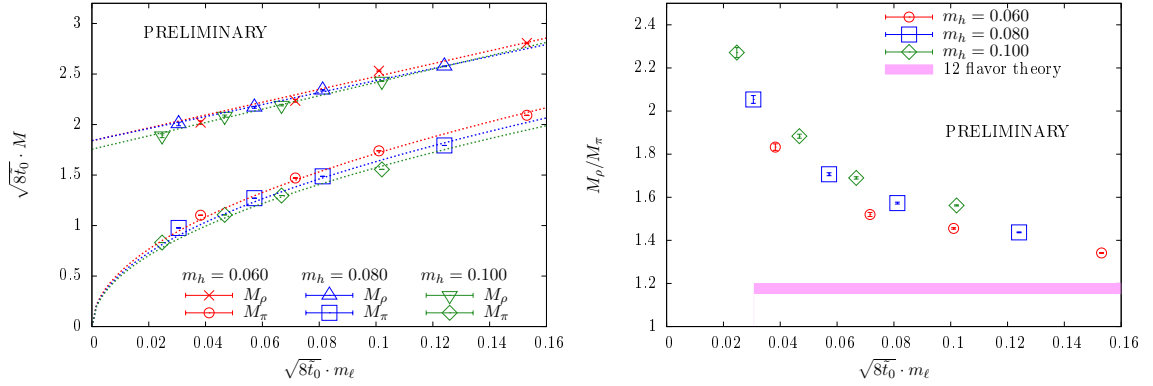 PRELIMINARY
3
2.5
2
1.5
1
0.5
0
√8t̃₀ · M
m_h = 0.060 m_h = 0.080 m_h = 0.100
M_ρ M_ρ M_ρ
M_π M_π M_π
0 0.02 0.04 0.06 0.08 0.1 0.12 0.14 0.16
√8t̃₀ · m_ℓ
2.4
2.2
2
1.8
1.6
1.4
1.2
1
M_ρ/M_π
m_h = 0.060
m_h = 0.080
m_h = 0.100
12 flavor theory
PRELIMINARY
0 0.02 0.04 0.06 0.08 0.1 0.12 0.14 0.16
√8t̃₀ · m_ℓ